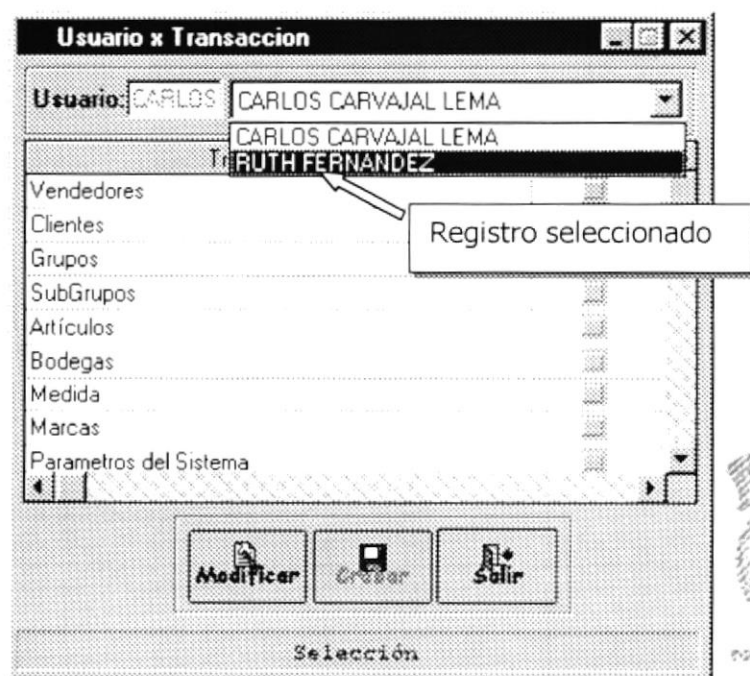 Usuario x Transaccion
Usuario: CARLOS CARLOS CARVAJAL LEMA
CARLOS CARVAJAL LEMA
Tr RUTH FERNANDEZ
Registro seleccionado
Vendedores
Clientes
Grupos
SubGrupos
Artículos
Bodegas
Medida
Marcas
Parametros del Sistema
Modificar Grabar Salir
Selección